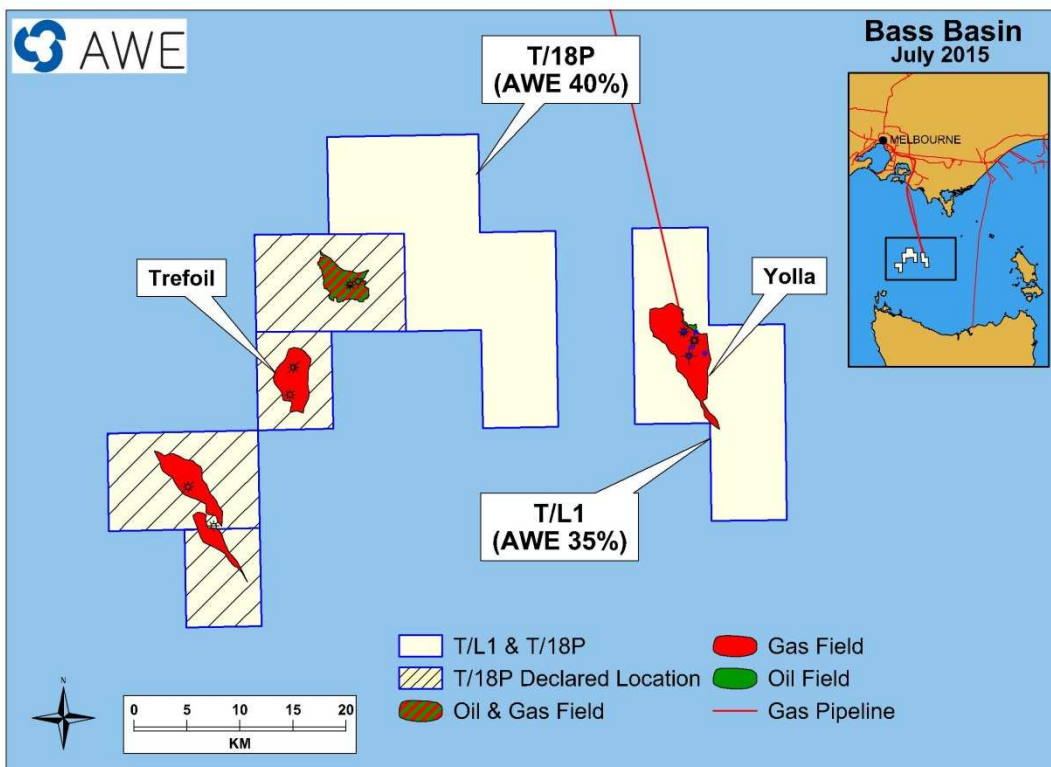 AWE
T/18P
(AWE 40%)
Bass Basin
July 2015
MELBOURNE
Trefoil
Yolla
T/L1
(AWE 35%)
T/L1 & T/18P
T/18P Declared Location
Oil & Gas Field
Gas Field
Oil Field
Gas Pipeline
N
0 5 10 15 20
KM